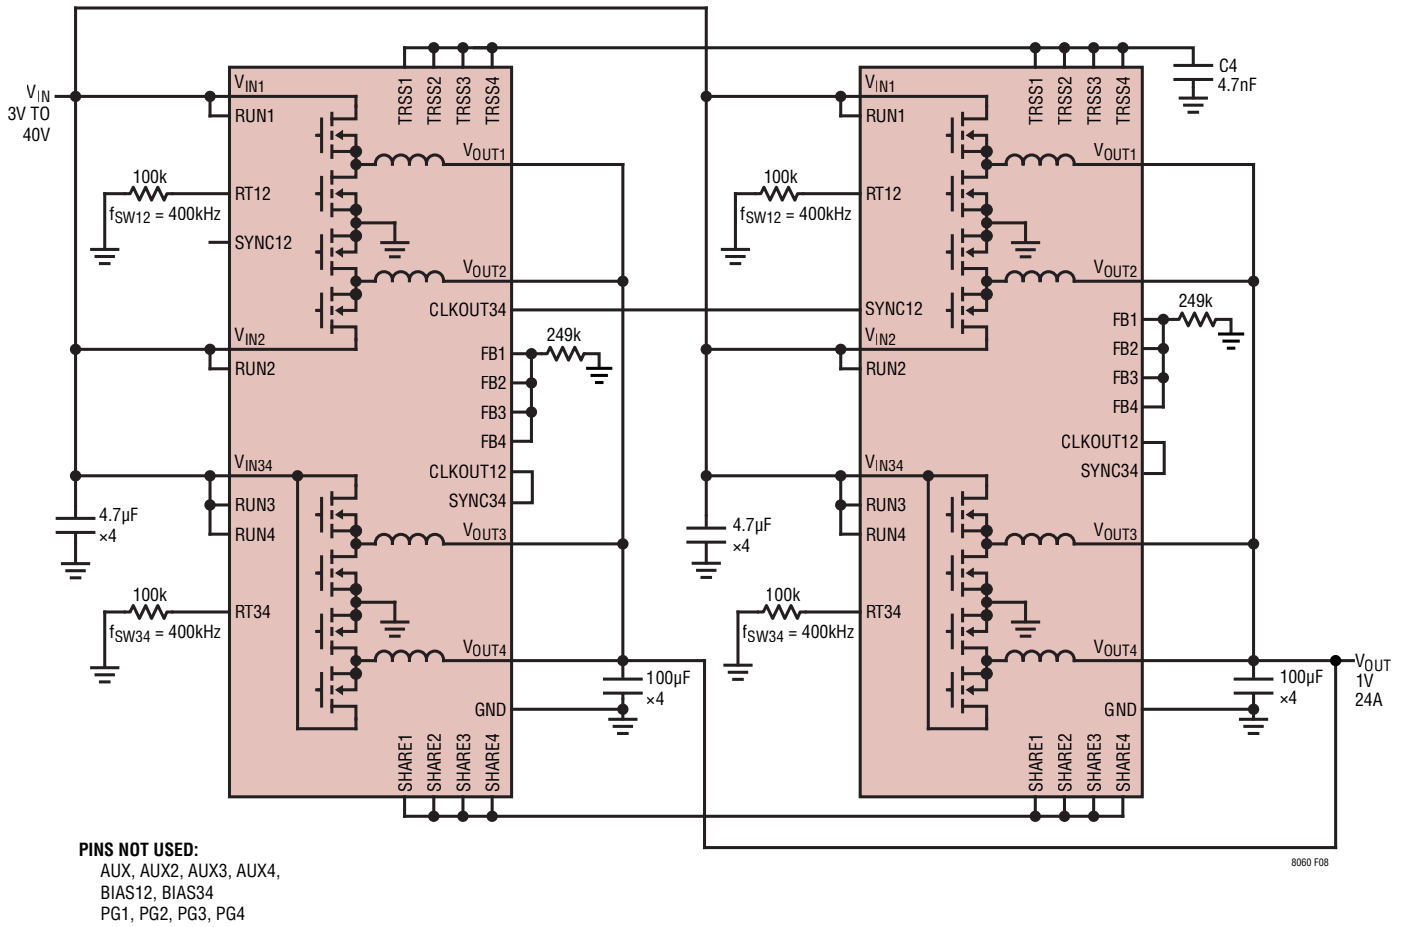 VIN
3V TO
40V
VIN1
RUN1
TRSS1
TRSS2
TRSS3
TRSS4
VOUT1
100k
RT12
fSW12 = 400kHz
SYNC12
VOUT2
CLKOUT34
VIN2
RUN2
249k
FB1
FB2
FB3
FB4
CLKOUT12
SYNC34
VIN34
RUN3
RUN4
4.7µF
×4
VOUT3
100k
RT34
fSW34 = 400kHz
VOUT4
100µF
×4
GND
SHARE1
SHARE2
SHARE3
SHARE4
VIN1
RUN1
TRSS1
TRSS2
TRSS3
TRSS4
C4
4.7nF
VOUT1
100k
RT12
fSW12 = 400kHz
VOUT2
SYNC12
VIN2
RUN2
249k
FB1
FB2
FB3
FB4
CLKOUT12
SYNC34
VIN34
RUN3
RUN4
4.7µF
×4
VOUT3
100k
RT34
fSW34 = 400kHz
VOUT4
100µF
×4
GND
VOUT
1V
24A
SHARE1
SHARE2
SHARE3
SHARE4
PINS NOT USED:
AUX, AUX2, AUX3, AUX4,
BIAS12, BIAS34
PG1, PG2, PG3, PG4
8060 F08